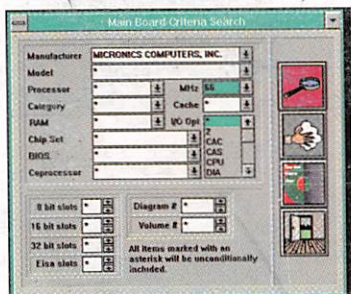 Main Board Criteria Search
Manufacturer MICRONICS COMPUTERS, INC.
Model *
Processor * MHz 66
Category * Cache *
RAM * I/O Opt *
Chip Set * 2
CAC
BIOS * CAS
CPU
Coprocessor * DIA
8 bit slots * Diagram # *
16 bit slots * Volume # *
32 bit slots * All items marked with an
asterisk will be unconditionally
Eisa slots * included.